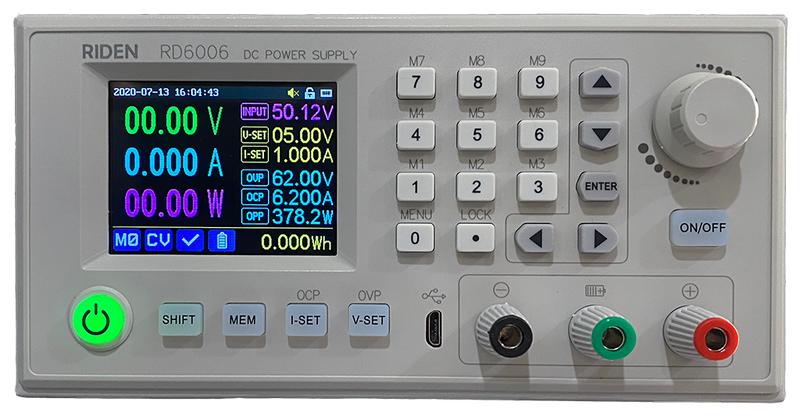 RIDEN RD6006 DC POWER SUPPLY
2020-07-13 16:04:43
00.00 V
0.000 A
00.00 W
INPUT 50.12V
V-SET 05.00V
I-SET 1.000A
OVP 62.00V
OCP 6.200A
OPP 378.2W
M0 CV 0.000Wh
M7 M8 M9
7 8 9
M4 M5 M6
4 5 6
M1 M2 M3
1 2 3
ENTER
MENU LOCK
0 •
ON/OFF
OCP OVP
SHIFT MEM I-SET V-SET
− +